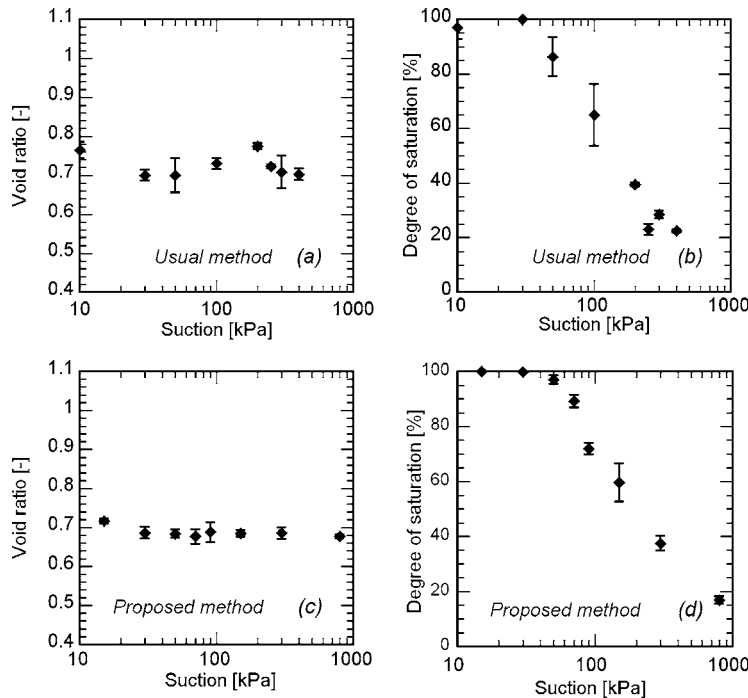 1.1
1
0.9
0.8
0.7
0.6
0.5
0.4
Void ratio [-]
Usual method (a)
10 100 1000
Suction [kPa]
100
80
60
40
20
0
Degree of saturation [%]
Usual method (b)
10 100 1000
Suction [kPa]
1.1
1
0.9
0.8
0.7
0.6
0.5
0.4
Void ratio [-]
Proposed method (c)
10 100 1000
Suction [kPa]
100
80
60
40
20
0
Degree of saturation [%]
Proposed method (d)
10 100 1000
Suction [kPa]